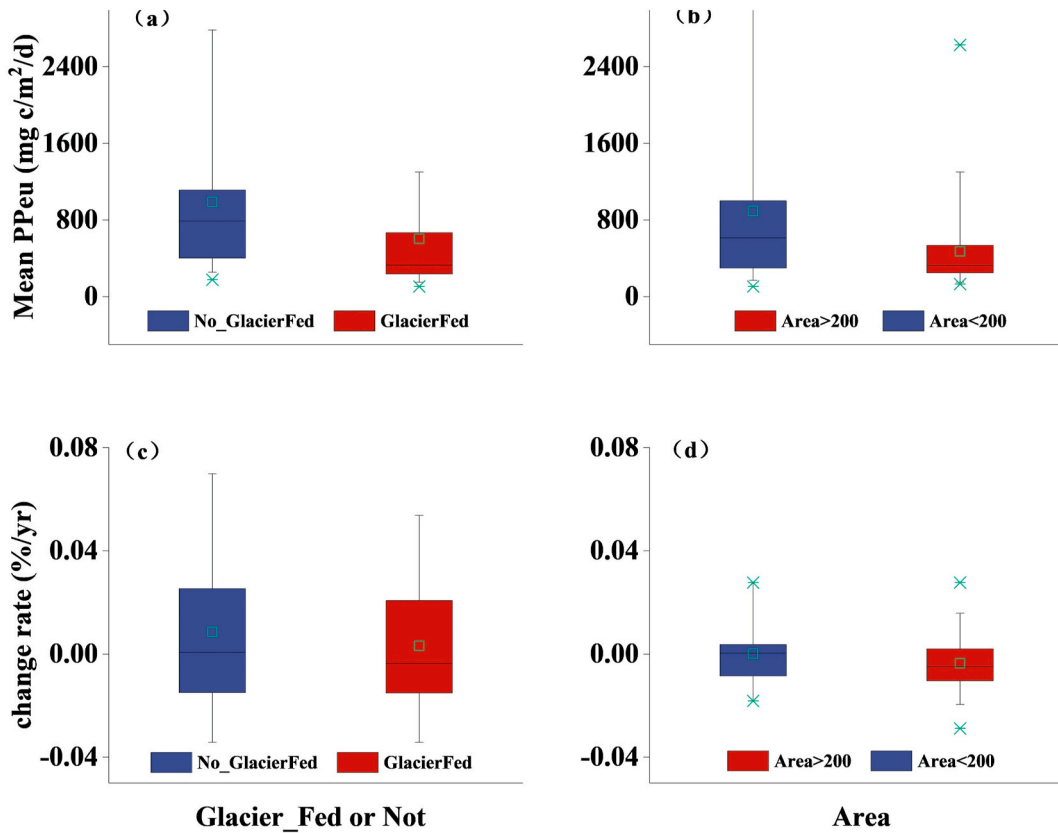 （a）
（b）
Mean PPeu (mg c/m²/d)
2400
1600
800
0
2400
1600
800
0
No_GlacierFed
GlacierFed
Area>200
Area<200
（c）
（d）
change rate (%/yr)
0.08
0.04
0.00
-0.04
0.08
0.04
0.00
-0.04
No_GlacierFed
GlacierFed
Area>200
Area<200
Glacier_Fed or Not
Area